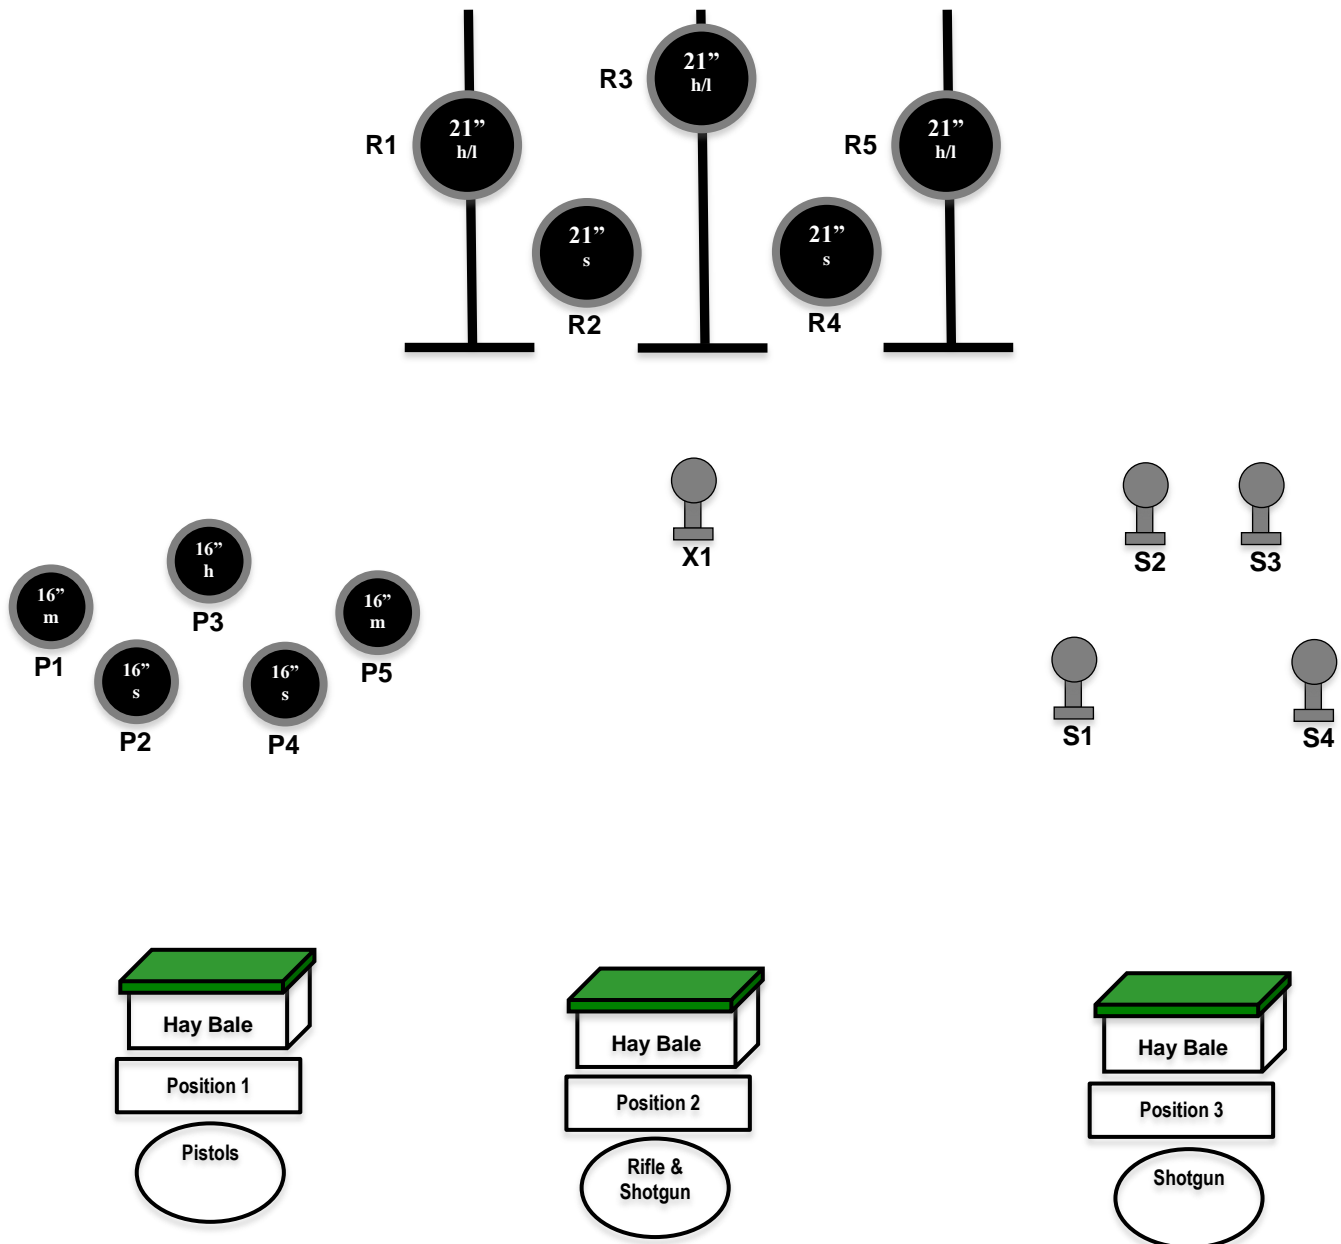 21”
h/l
R3
21”
h/l
R1
21”
h/l
R5
21”
s
R2
21”
s
R4
X1
S2
S3
16”
h
P3
16”
m
P1
16”
m
P5
16”
s
P2
16”
s
P4
S1
S4
Hay Bale
Position 1
Pistols
Hay Bale
Position 2
Rifle &
Shotgun
Hay Bale
Position 3
Shotgun